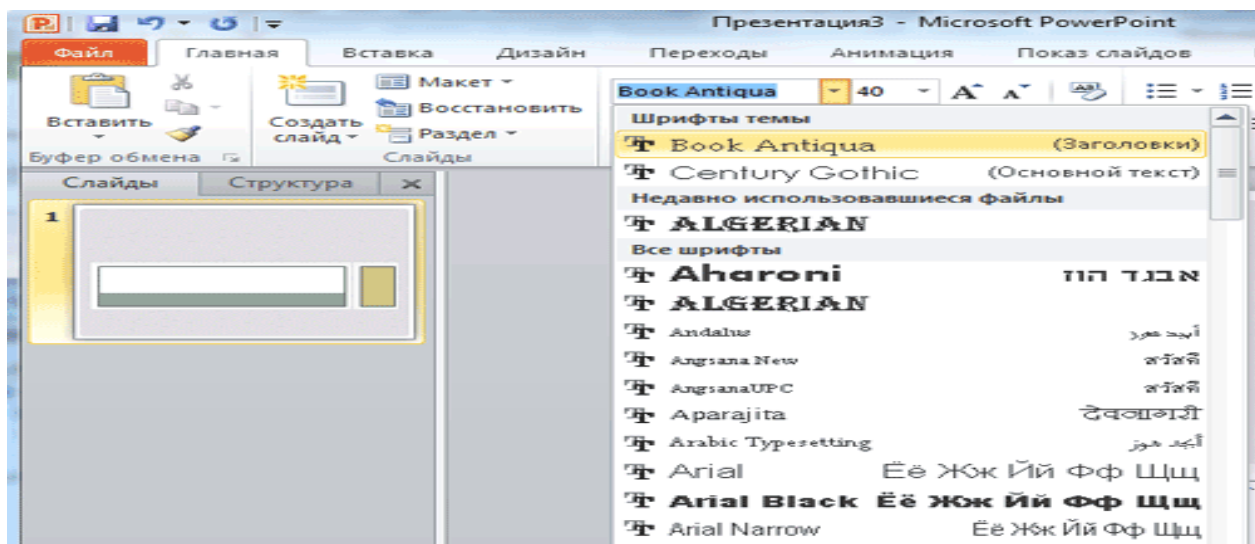 Презентация3 - Microsoft PowerPoint
Файл Главная Вставка Дизайн Переходы Анимация Показ слайдов
Вставить
Буфер обмена
Создать слайд
Макет
Восстановить
Раздел
Слайды
Book Antiqua 40
Слайды Структура
1
Шрифты темы
Book Antiqua (Заголовки)
Century Gothic (Основной текст)
Недавно использовавшиеся файлы
ALGERIAN
Все шрифты
Aharoni אבגד הוז
ALGERIAN
Andalus أبجد هوز
Angsana New สวัสดี
AngsanaUPC สวัสดี
Aparajita देवनागरी
Arabic Typesetting أبجد هوز
Arial Ёё Жж Йй Фф Щщ
Arial Black Ёё Жж Йй Фф Щщ
Arial Narrow Ёё Жж Йй Фф Щщ